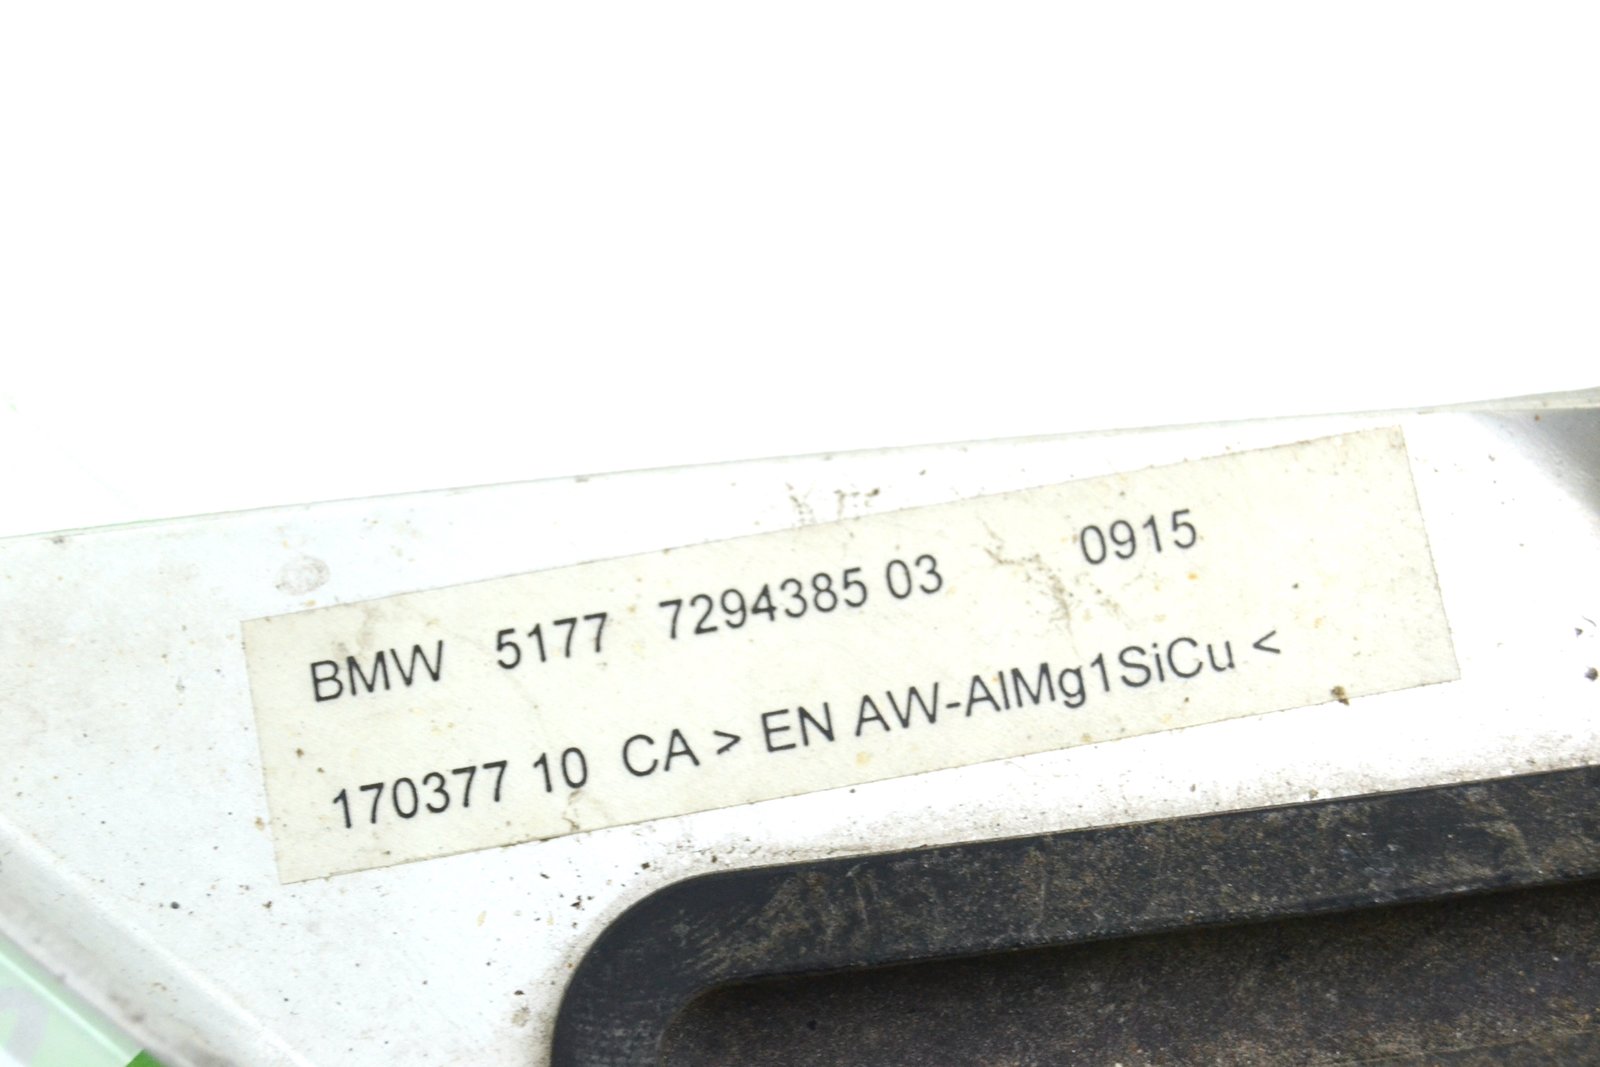 BMW 5177 7294385 03 0915
170377 10 CA > EN AW-AlMg1SiCu <